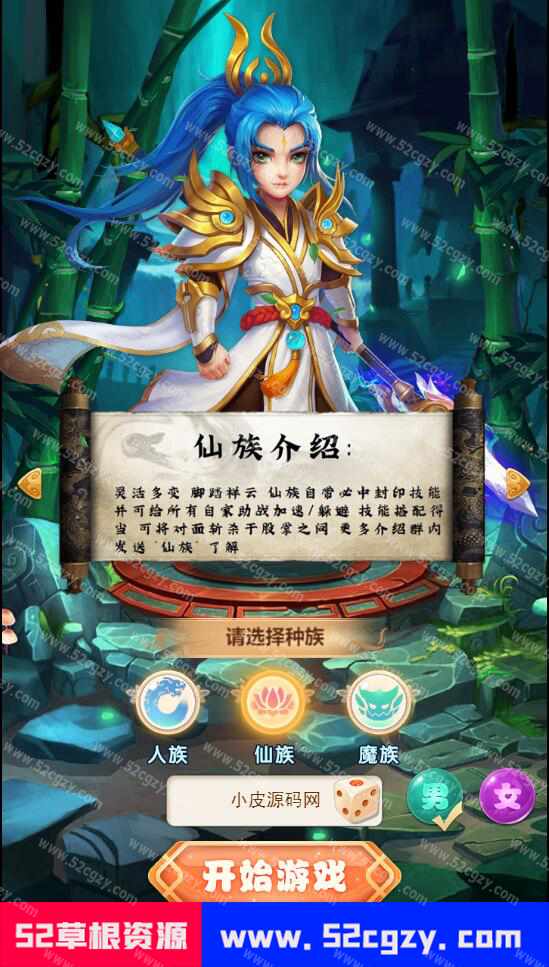 仙族介绍:
灵活多变 脚踏祥云 仙族自带必中封印技能
并可给所有自家助战加速/躲避 技能搭配得
当 可将对面斩杀于股掌之间 更多介绍群内
发送"仙族"了解
请选择种族
人族 仙族 魔族
小皮源码网 男 女
开始游戏
52草根资源 www.52cgzy.com